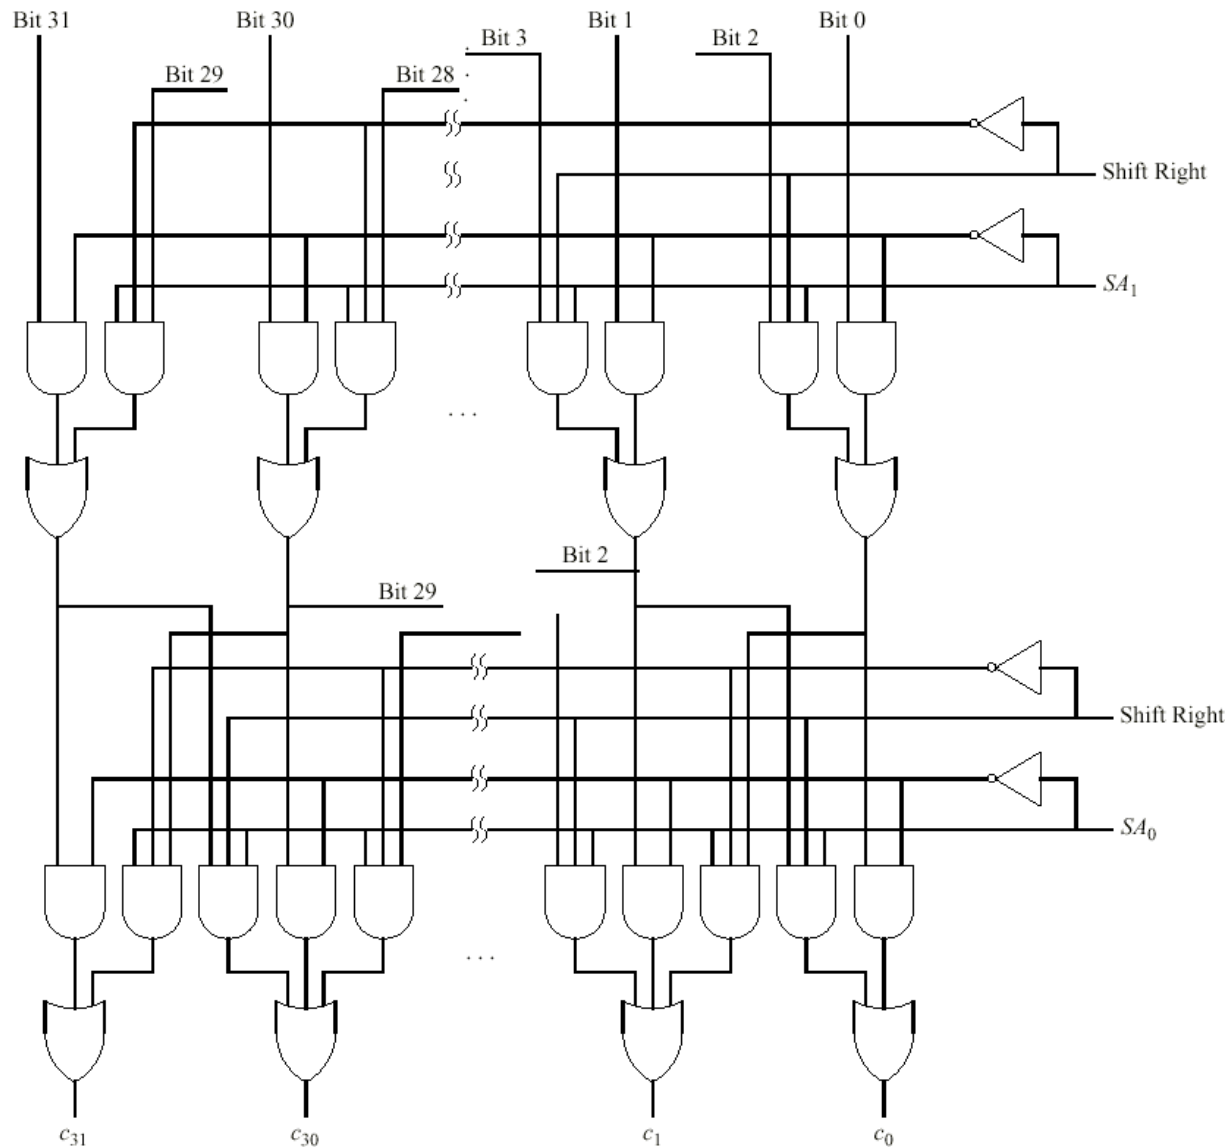 Bit 31
Bit 30
Bit 1
Bit 0
Bit 3
Bit 2
Bit 29
Bit 28
Shift Right
SA₁
. . .
Bit 2
Bit 29
Shift Right
SA₀
. . .
c₃₁
c₃₀
c₁
c₀